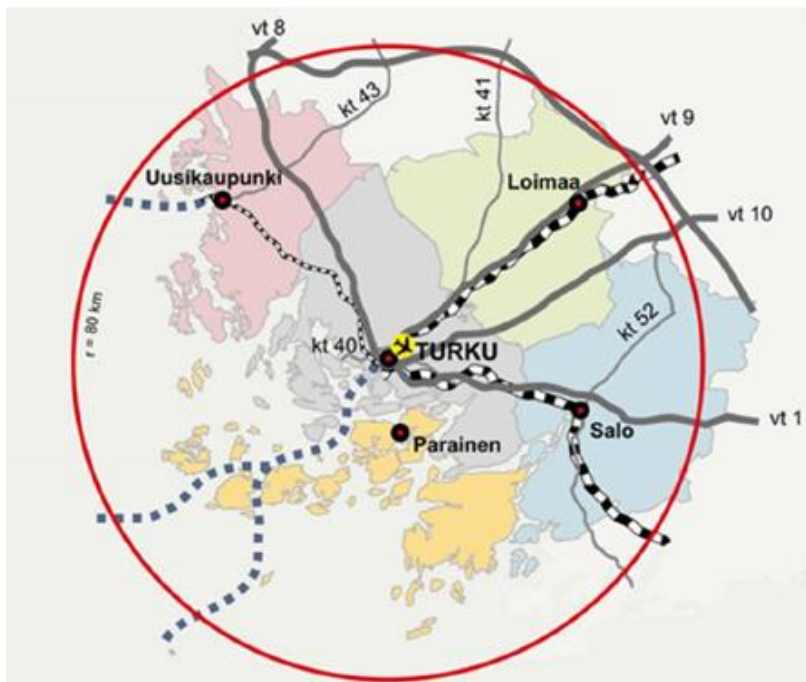 vt 8
kt 43
kt 41
vt 9
Uusikaupunki
Loimaa
vt 10
r = 80 km
kt 40
TURKU
kt 52
Parainen
Salo
vt 1